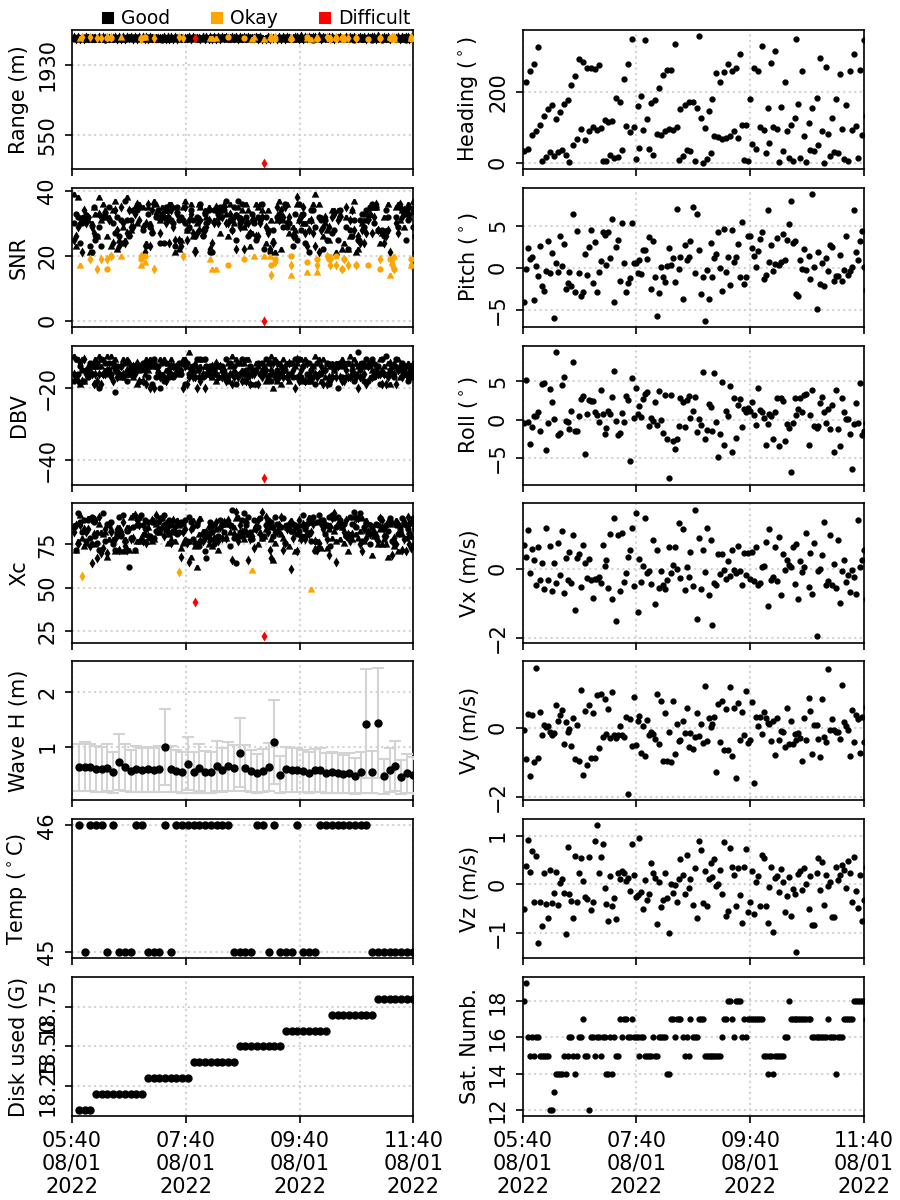 Good Okay Difficult
Range (m)
1930
550
Heading (°)
200
0
SNR
40
20
0
Pitch (°)
5
0
−5
DBV
−20
−40
Roll (°)
5
0
−5
Xc
75
50
25
Vx (m/s)
0
−2
Wave H (m)
2
1
Vy (m/s)
0
−2
Temp (°C)
46
45
Vz (m/s)
1
0
−1
Disk used (G)
18.75
18.50
18.25
Sat. Numb.
18
16
14
12
05:40 07:40 09:40 11:40
08/01 08/01 08/01 08/01
2022 2022 2022 2022
05:40 07:40 09:40 11:40
08/01 08/01 08/01 08/01
2022 2022 2022 2022